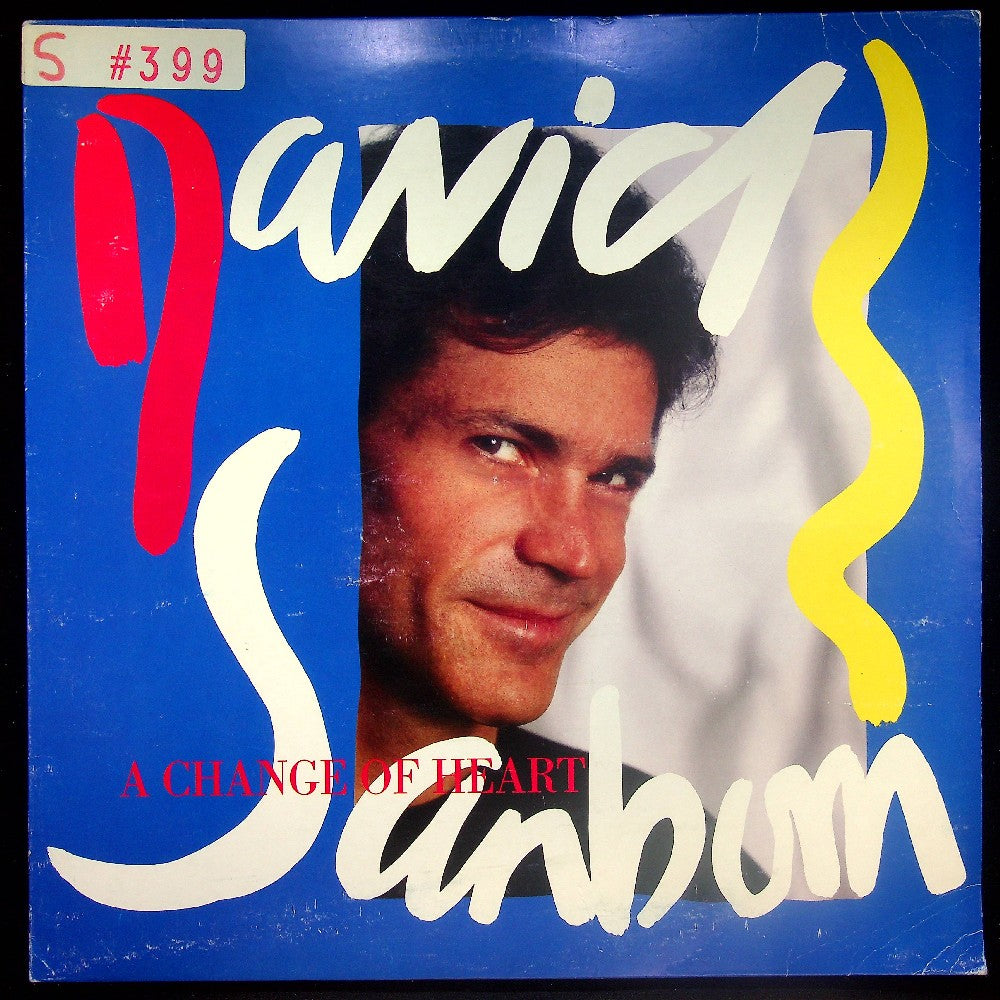 S #399
David
A CHANGE OF HEART
Sanborn